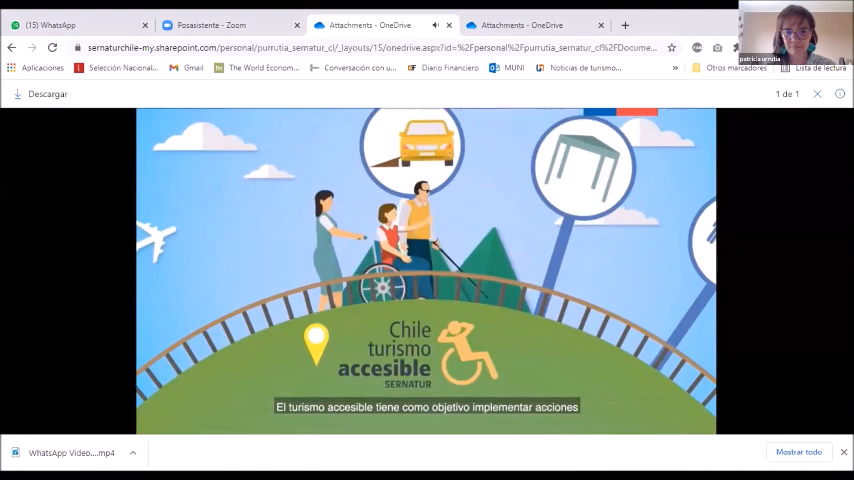 (15) WhatsApp
Posasistente - Zoom
Attachments - OneDrive
Attachments - OneDrive
sernaturchile-my.sharepoint.com/personal/purrutia_sernatur_cl/_layouts/15/onedrive.aspx?id=%2Fpersonal%2Fpurrutia_sernatur_cl%2FDocume...
Aplicaciones
Selección Nacional...
Gmail
The World Econom...
Conversación con u...
Diario Financiero
MUNI
Noticias de turismo...
»
Otros marcadores
Lista de lectura
patricia urrutia
Descargar
1 de 1
Chile
turismo
accesible
SERNATUR
El turismo accesible tiene como objetivo implementar acciones
WhatsApp Video....mp4
Mostrar todo